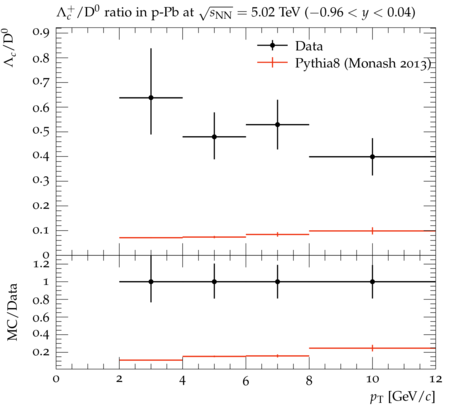 Λc⁺/D⁰ ratio in p-Pb at √sNN = 5.02 TeV (−0.96 < y < 0.04)
Λc/D⁰
0.9
0.8
0.7
0.6
0.5
0.4
0.3
0.2
0.1
0
Data
Pythia8 (Monash 2013)
MC/Data
1.2
1
0.8
0.6
0.4
0.2
0 2 4 6 8 10 12
pT [GeV/c]